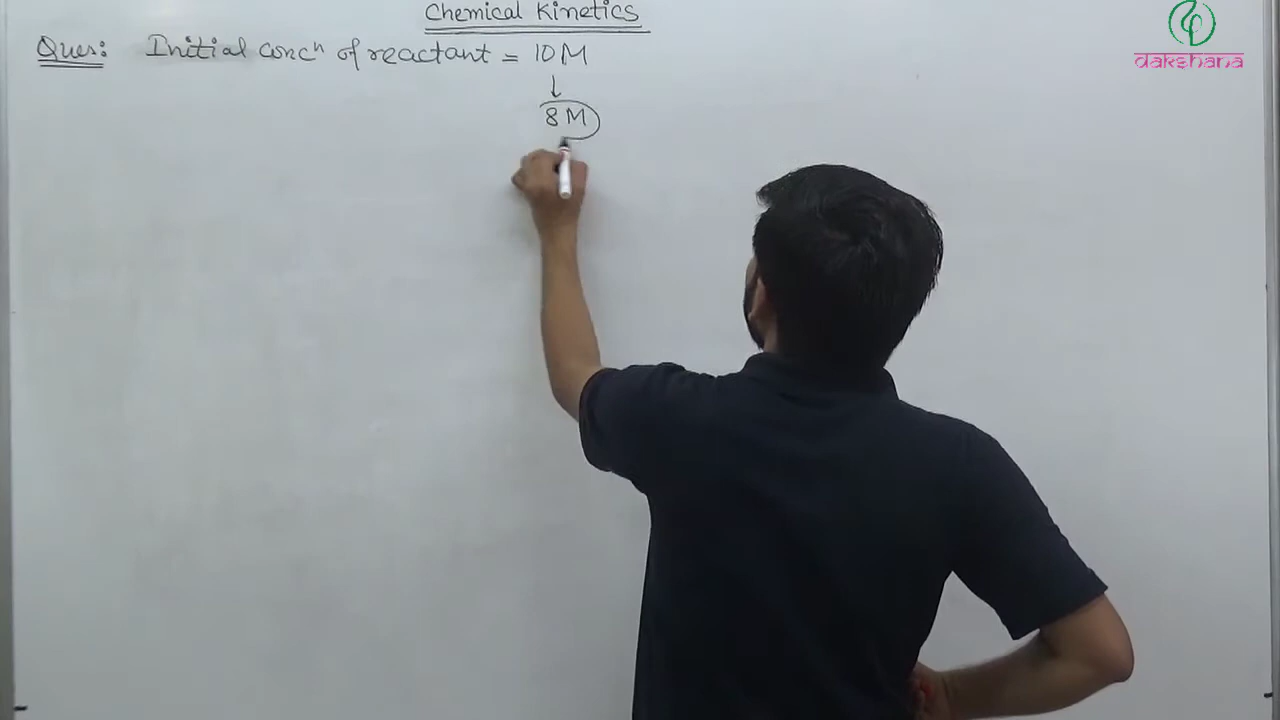 Chemical Kinetics
Ques: Initial concn of reactant = 10 M
↓
8 M
dakshana